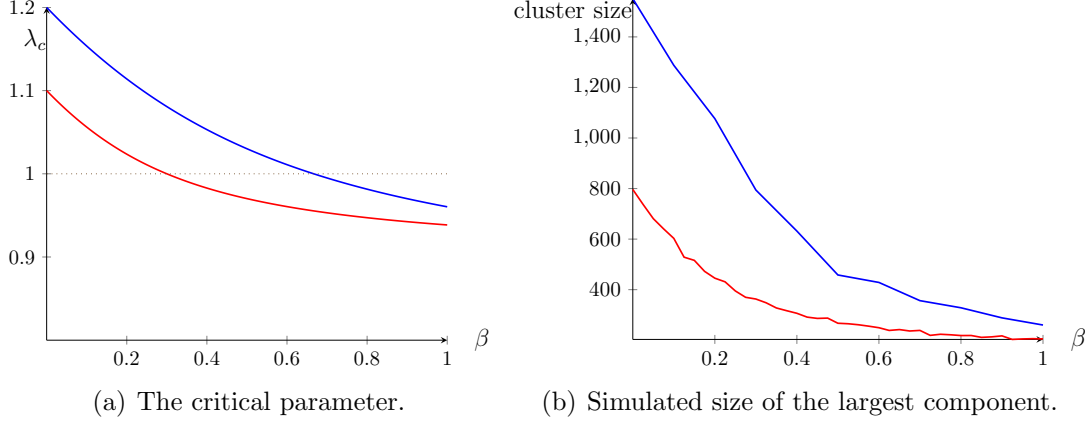 1.2
λc
1.1
1
0.9
0.2 0.4 0.6 0.8 1
β
(a) The critical parameter.
cluster size
1,400
1,200
1,000
800
600
400
0.2 0.4 0.6 0.8 1
β
(b) Simulated size of the largest component.